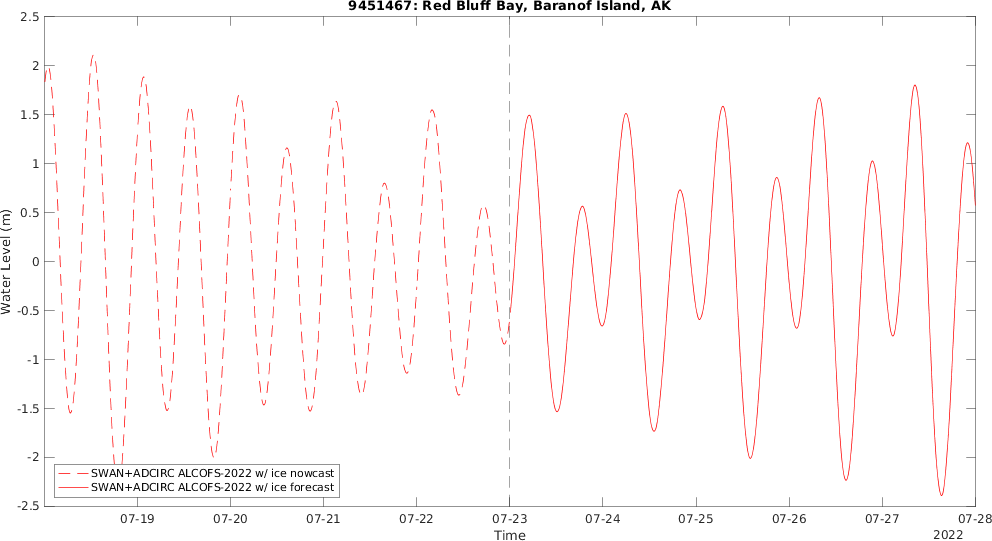 9451467: Red Bluff Bay, Baranof Island, AK
2.5
2
1.5
1
0.5
0
-0.5
-1
-1.5
-2
-2.5
Water Level (m)
SWAN+ADCIRC ALCOFS-2022 w/ ice nowcast
SWAN+ADCIRC ALCOFS-2022 w/ ice forecast
07-19 07-20 07-21 07-22 07-23 07-24 07-25 07-26 07-27 07-28
Time
2022